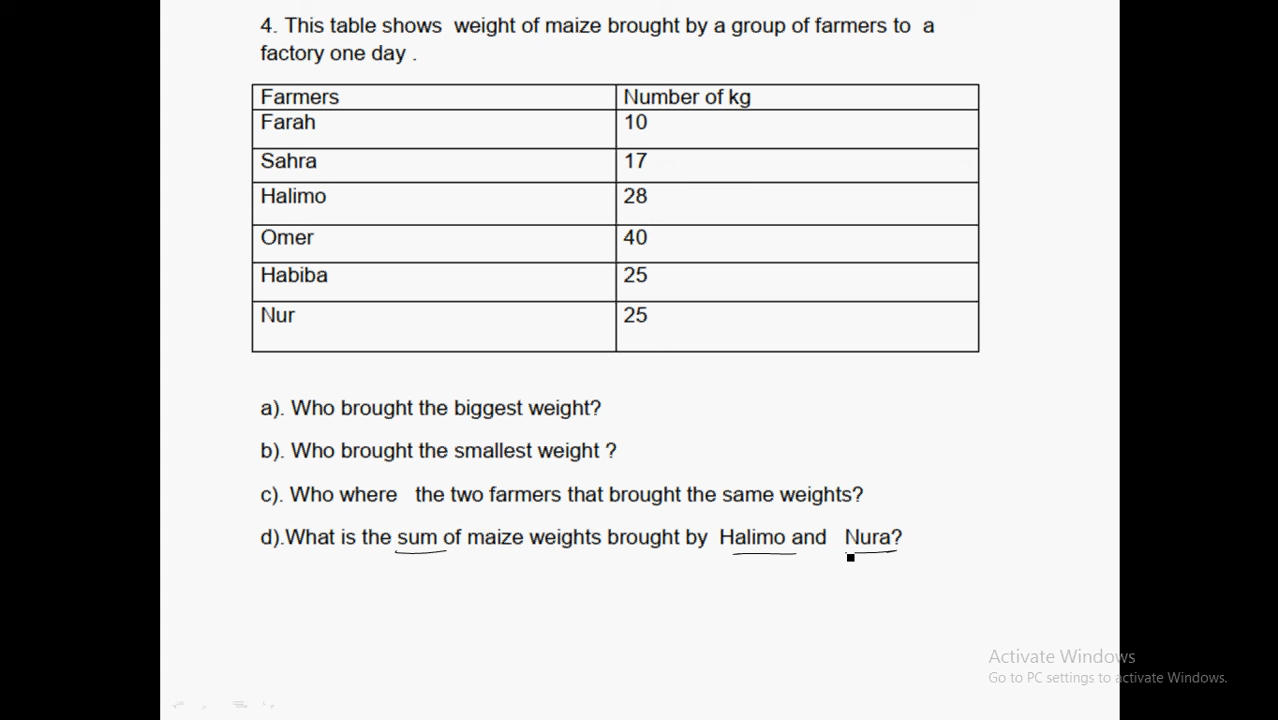 4. This table shows weight of maize brought by a group of farmers to a
factory one day .
Farmers Number of kg
Farah 10
Sahra 17
Halimo 28
Omer 40
Habiba 25
Nur 25
a). Who brought the biggest weight?
b). Who brought the smallest weight ?
c). Who where the two farmers that brought the same weights?
d).What is the sum of maize weights brought by Halimo and Nura?
Activate Windows
Go to PC settings to activate Windows.